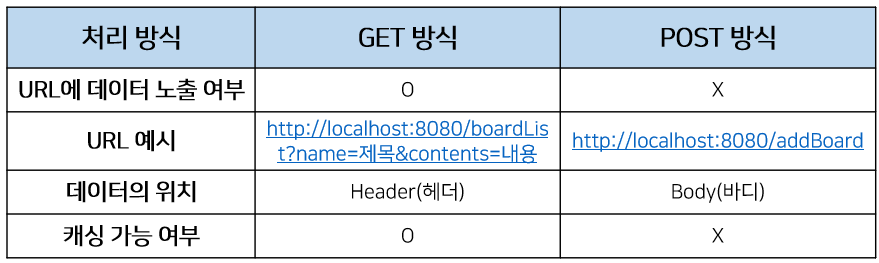 처리 방식 GET 방식 POST 방식
URL에 데이터 노출 여부 O X
URL 예시 http://localhost:8080/boardLis
t?name=제목&contents=내용 http://localhost:8080/addBoard
데이터의 위치 Header(헤더) Body(바디)
캐싱 가능 여부 O X